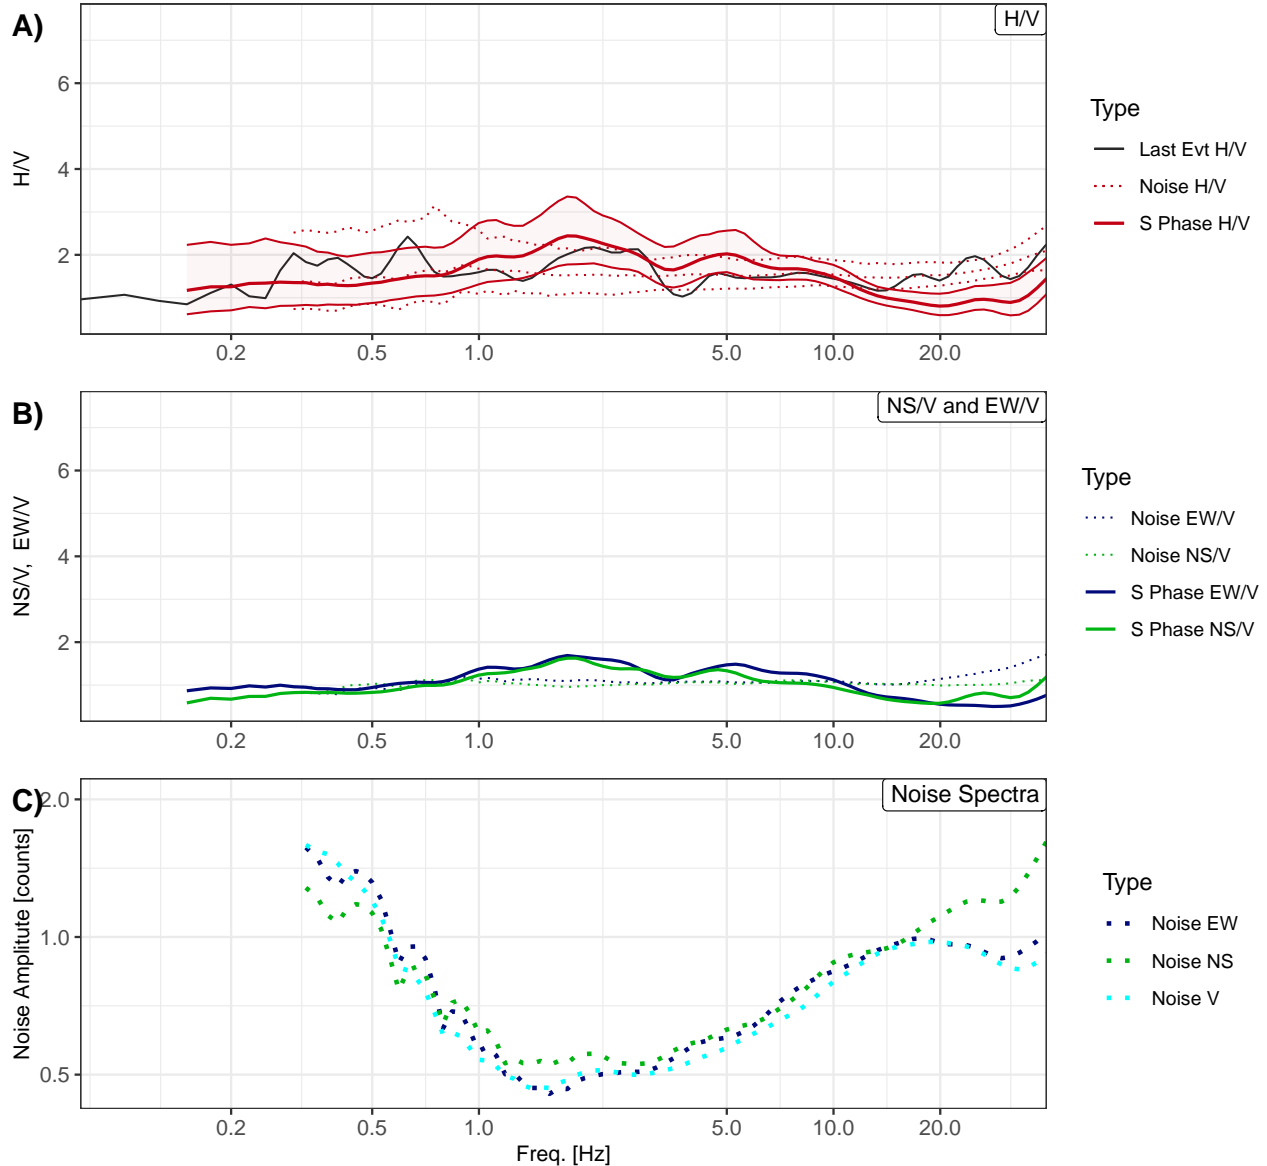 A)
H/V
6
4
2
H/V
0.2 0.5 1.0 5.0 10.0 20.0
Type
Last Evt H/V
Noise H/V
S Phase H/V
B)
NS/V and EW/V
6
4
2
NS/V, EW/V
0.2 0.5 1.0 5.0 10.0 20.0
Type
Noise EW/V
Noise NS/V
S Phase EW/V
S Phase NS/V
C)
Noise Spectra
2.0
1.0
0.5
Noise Amplitute [counts]
0.2 0.5 1.0 5.0 10.0 20.0
Freq. [Hz]
Type
Noise EW
Noise NS
Noise V